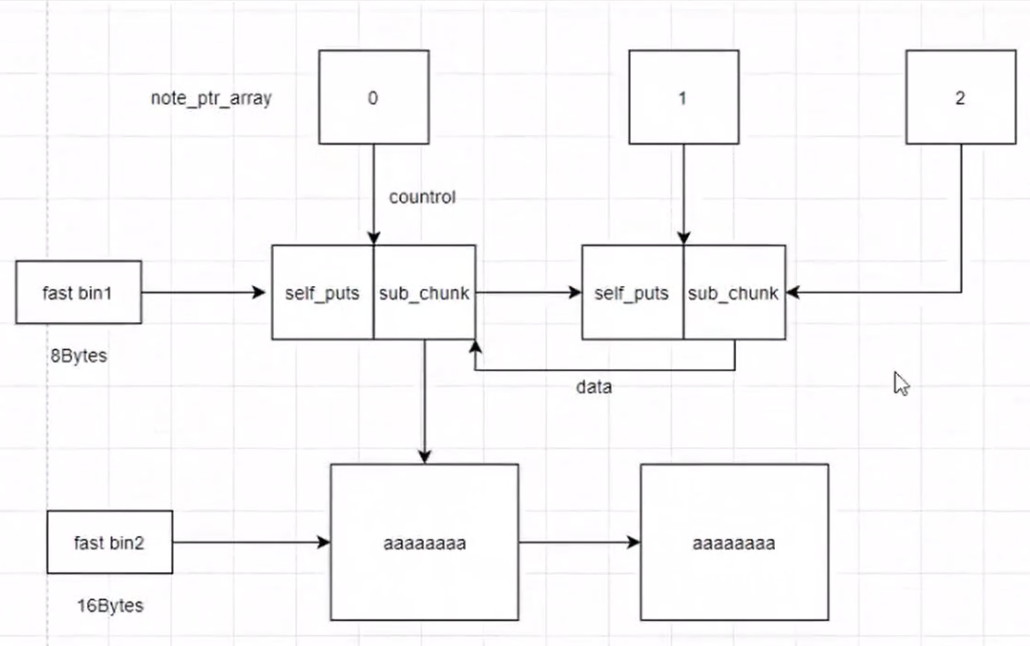 note_ptr_array
0
1
2
countrol
fast bin1
self_puts
sub_chunk
self_puts
sub_chunk
8Bytes
data
fast bin2
aaaaaaaa
aaaaaaaa
16Bytes